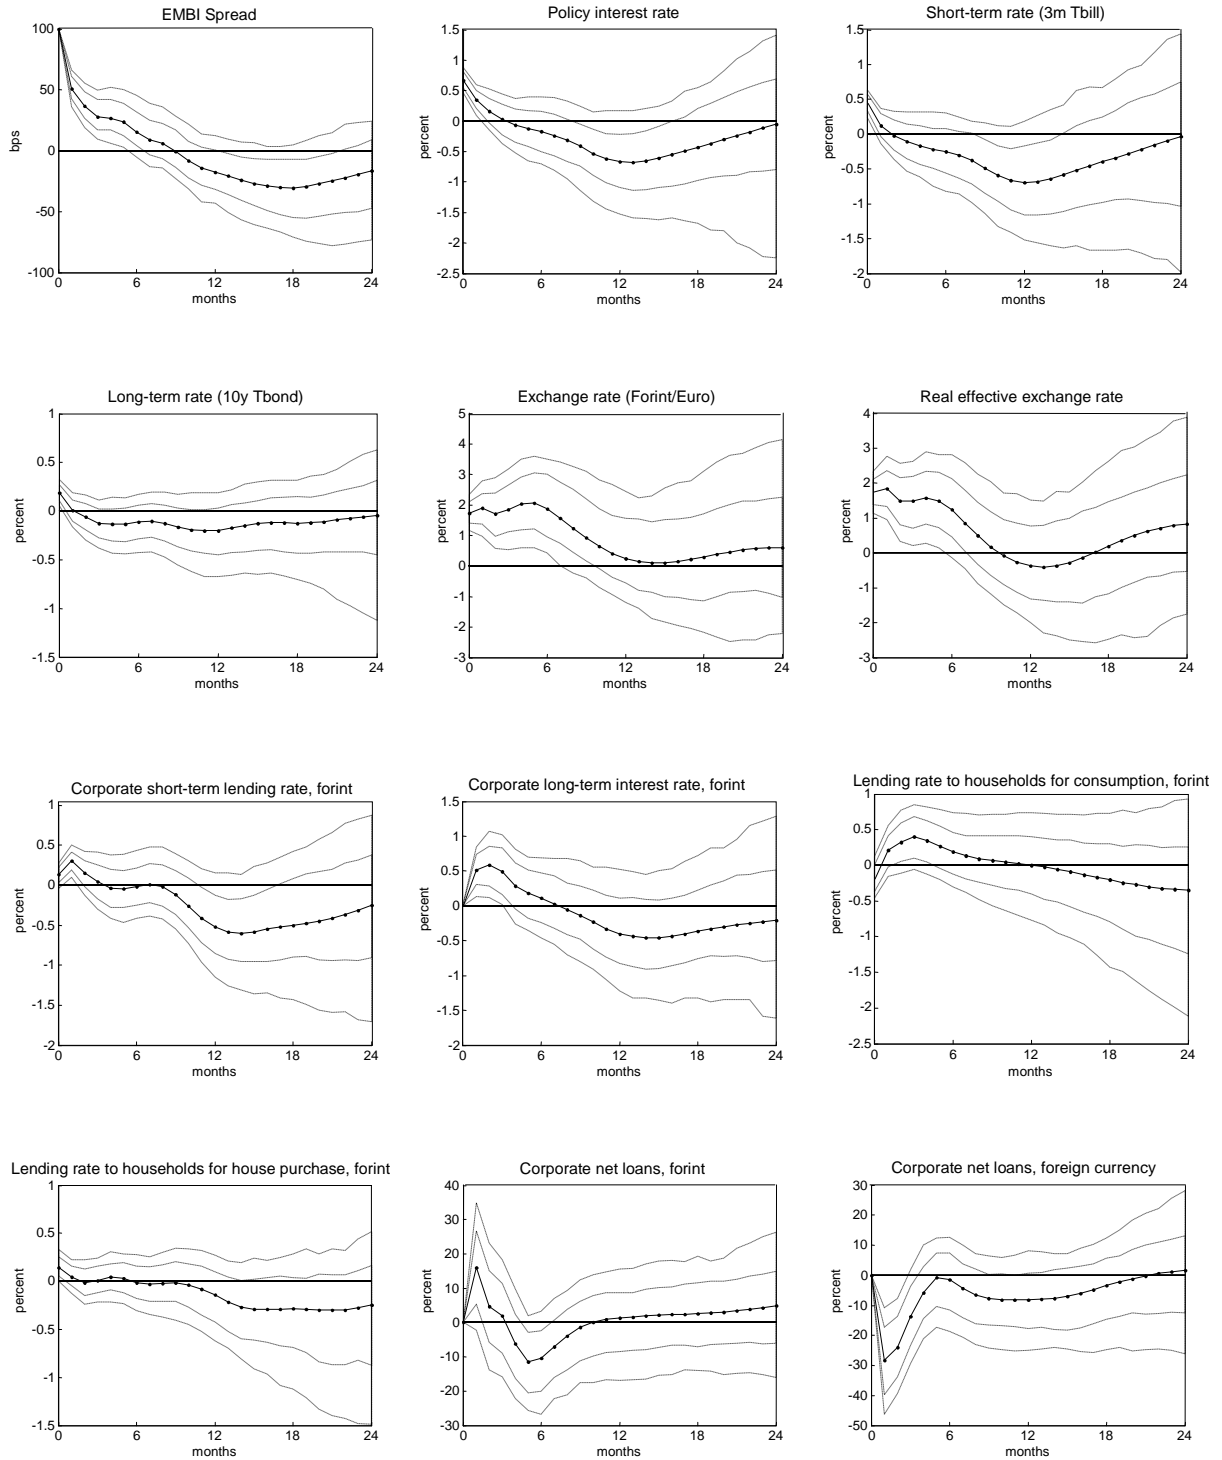 EMBI Spread
100
50
0
-50
-100
bps
0 6 12 18 24
months
Policy interest rate
1.5
1
0.5
0
-0.5
-1
-1.5
-2
-2.5
percent
0 6 12 18 24
months
Short-term rate (3m Tbill)
1.5
1
0.5
0
-0.5
-1
-1.5
-2
percent
0 6 12 18 24
months
Long-term rate (10y Tbond)
1
0.5
0
-0.5
-1
-1.5
percent
0 6 12 18 24
months
Exchange rate (Forint/Euro)
5
4
3
2
1
0
-1
-2
-3
percent
0 6 12 18 24
months
Real effective exchange rate
4
3
2
1
0
-1
-2
-3
percent
0 6 12 18 24
months
Corporate short-term lending rate, forint
1
0.5
0
-0.5
-1
-1.5
-2
percent
0 6 12 18 24
months
Corporate long-term interest rate, forint
1.5
1
0.5
0
-0.5
-1
-1.5
-2
percent
0 6 12 18 24
months
Lending rate to households for consumption, forint
1
0.5
0
-0.5
-1
-1.5
-2
-2.5
percent
0 6 12 18 24
months
Lending rate to households for house purchase, forint
1
0.5
0
-0.5
-1
-1.5
percent
0 6 12 18 24
months
Corporate net loans, forint
40
30
20
10
0
-10
-20
-30
percent
0 6 12 18 24
months
Corporate net loans, foreign currency
30
20
10
0
-10
-20
-30
-40
-50
percent
0 6 12 18 24
months